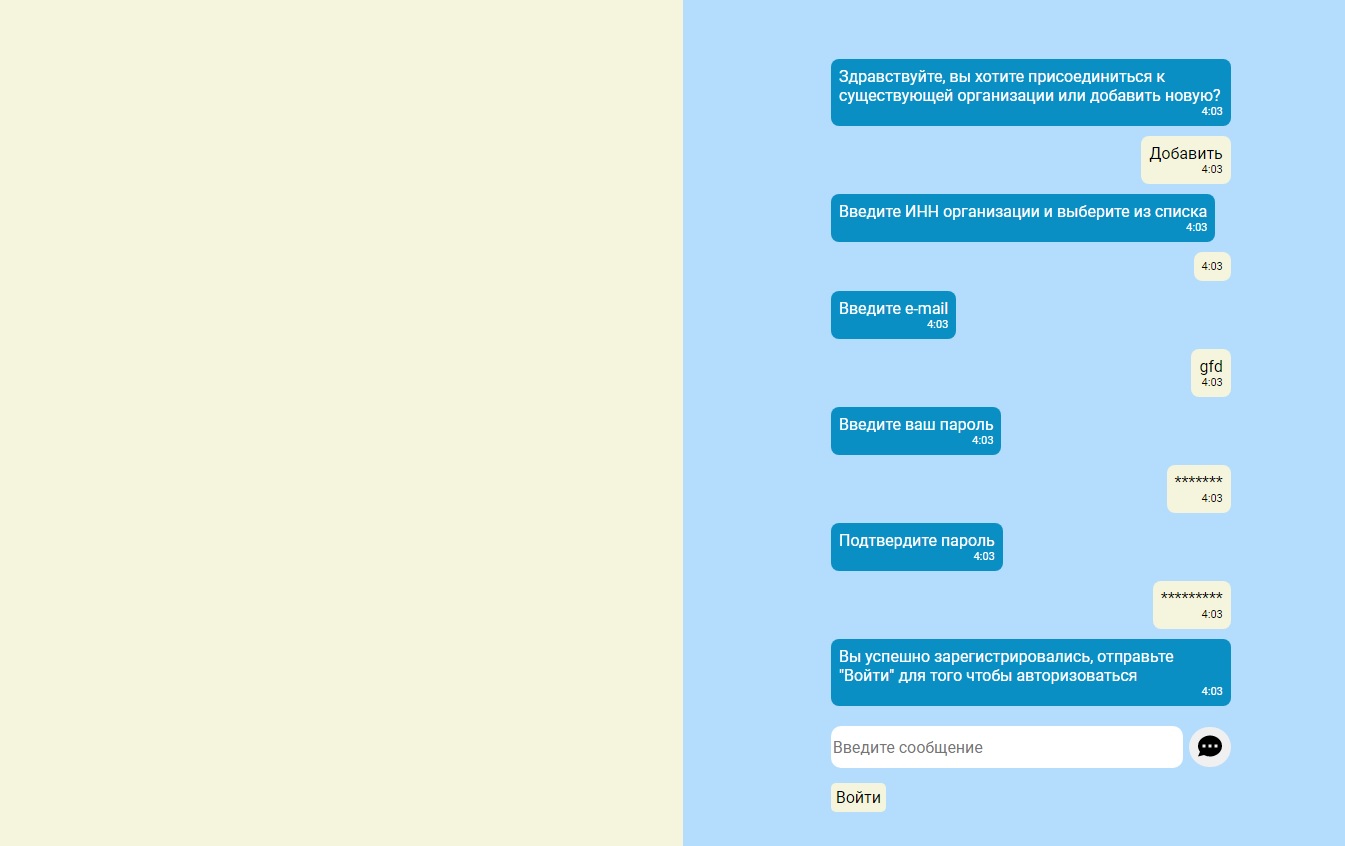 Здравствуйте, вы хотите присоединиться к
существующей организации или добавить новую?
4:03
Добавить
4:03
Введите ИНН организации и выберите из списка
4:03
4:03
Введите e-mail
4:03
gfd
4:03
Введите ваш пароль
4:03
*******
4:03
Подтвердите пароль
4:03
*********
4:03
Вы успешно зарегистрировались, отправьте
"Войти" для того чтобы авторизоваться
4:03
Введите сообщение
Войти